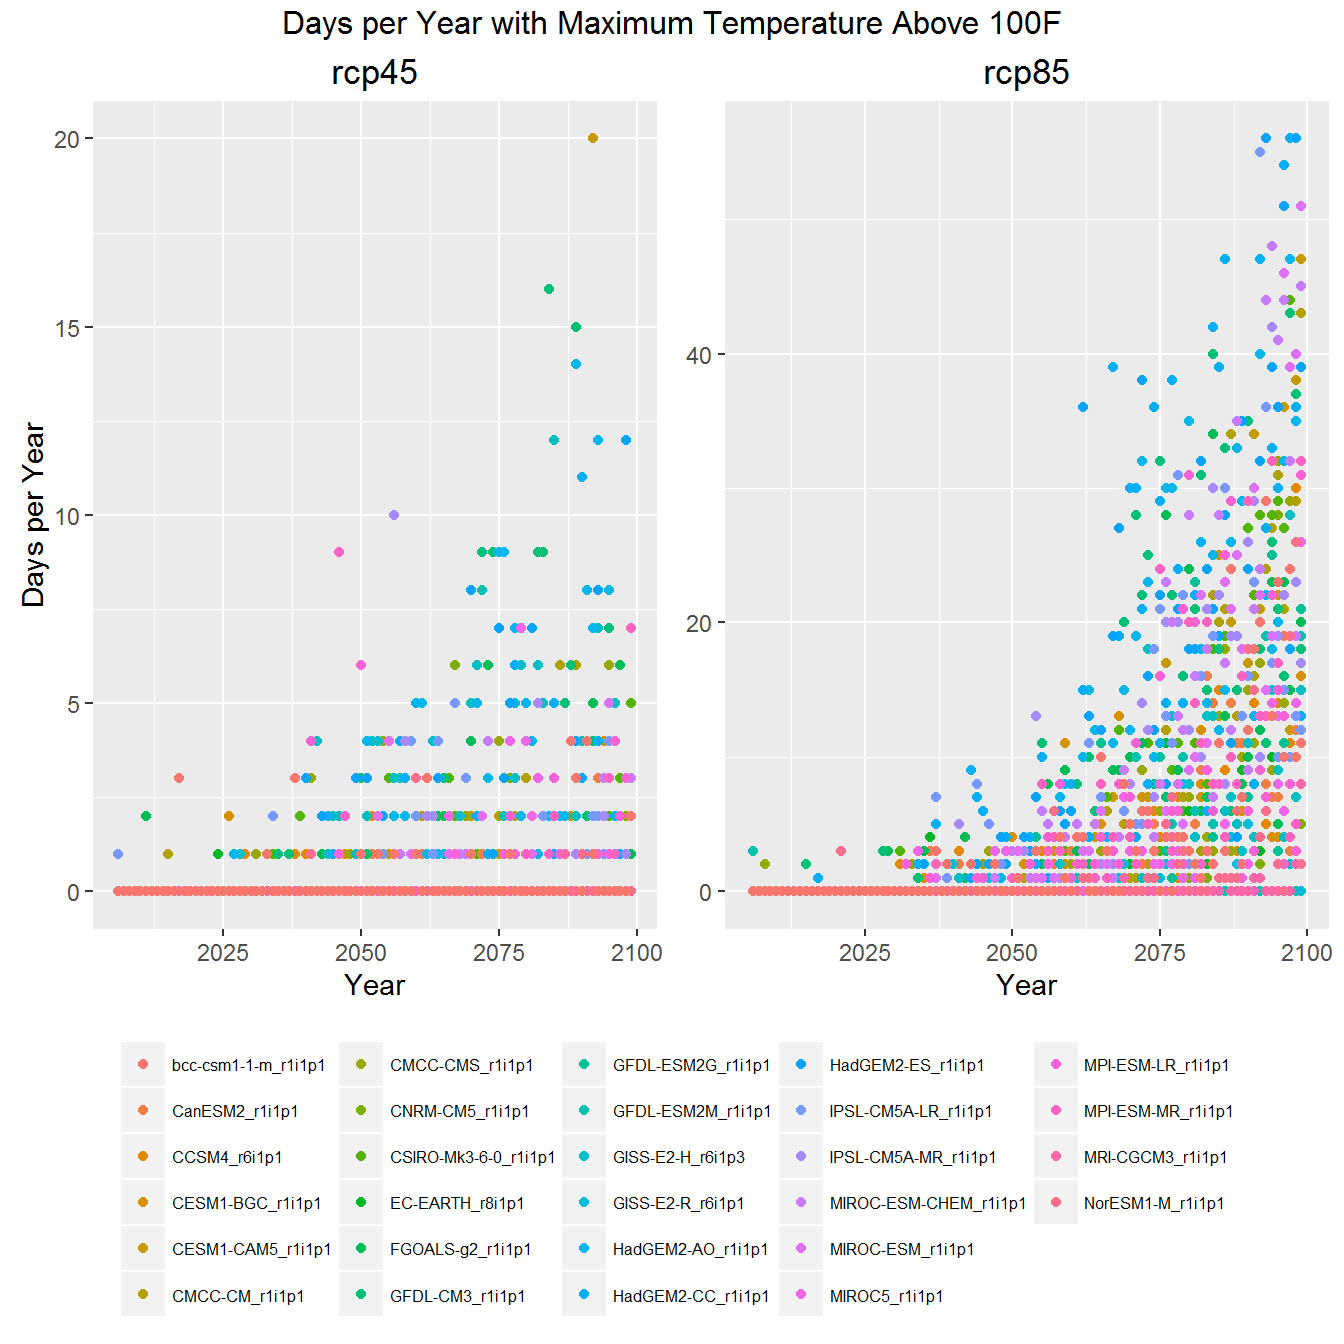 Days per Year with Maximum Temperature Above 100F
rcp45
rcp85
Days per Year
20
15
10
5
0
2025 2050 2075 2100
Year
40
20
0
2025 2050 2075 2100
Year
bcc-csm1-1-m_r1i1p1
CanESM2_r1i1p1
CCSM4_r6i1p1
CESM1-BGC_r1i1p1
CESM1-CAM5_r1i1p1
CMCC-CM_r1i1p1
CMCC-CMS_r1i1p1
CNRM-CM5_r1i1p1
CSIRO-Mk3-6-0_r1i1p1
EC-EARTH_r8i1p1
FGOALS-g2_r1i1p1
GFDL-CM3_r1i1p1
GFDL-ESM2G_r1i1p1
GFDL-ESM2M_r1i1p1
GISS-E2-H_r6i1p3
GISS-E2-R_r6i1p1
HadGEM2-AO_r1i1p1
HadGEM2-CC_r1i1p1
HadGEM2-ES_r1i1p1
IPSL-CM5A-LR_r1i1p1
IPSL-CM5A-MR_r1i1p1
MIROC-ESM-CHEM_r1i1p1
MIROC-ESM_r1i1p1
MIROC5_r1i1p1
MPI-ESM-LR_r1i1p1
MPI-ESM-MR_r1i1p1
MRI-CGCM3_r1i1p1
NorESM1-M_r1i1p1